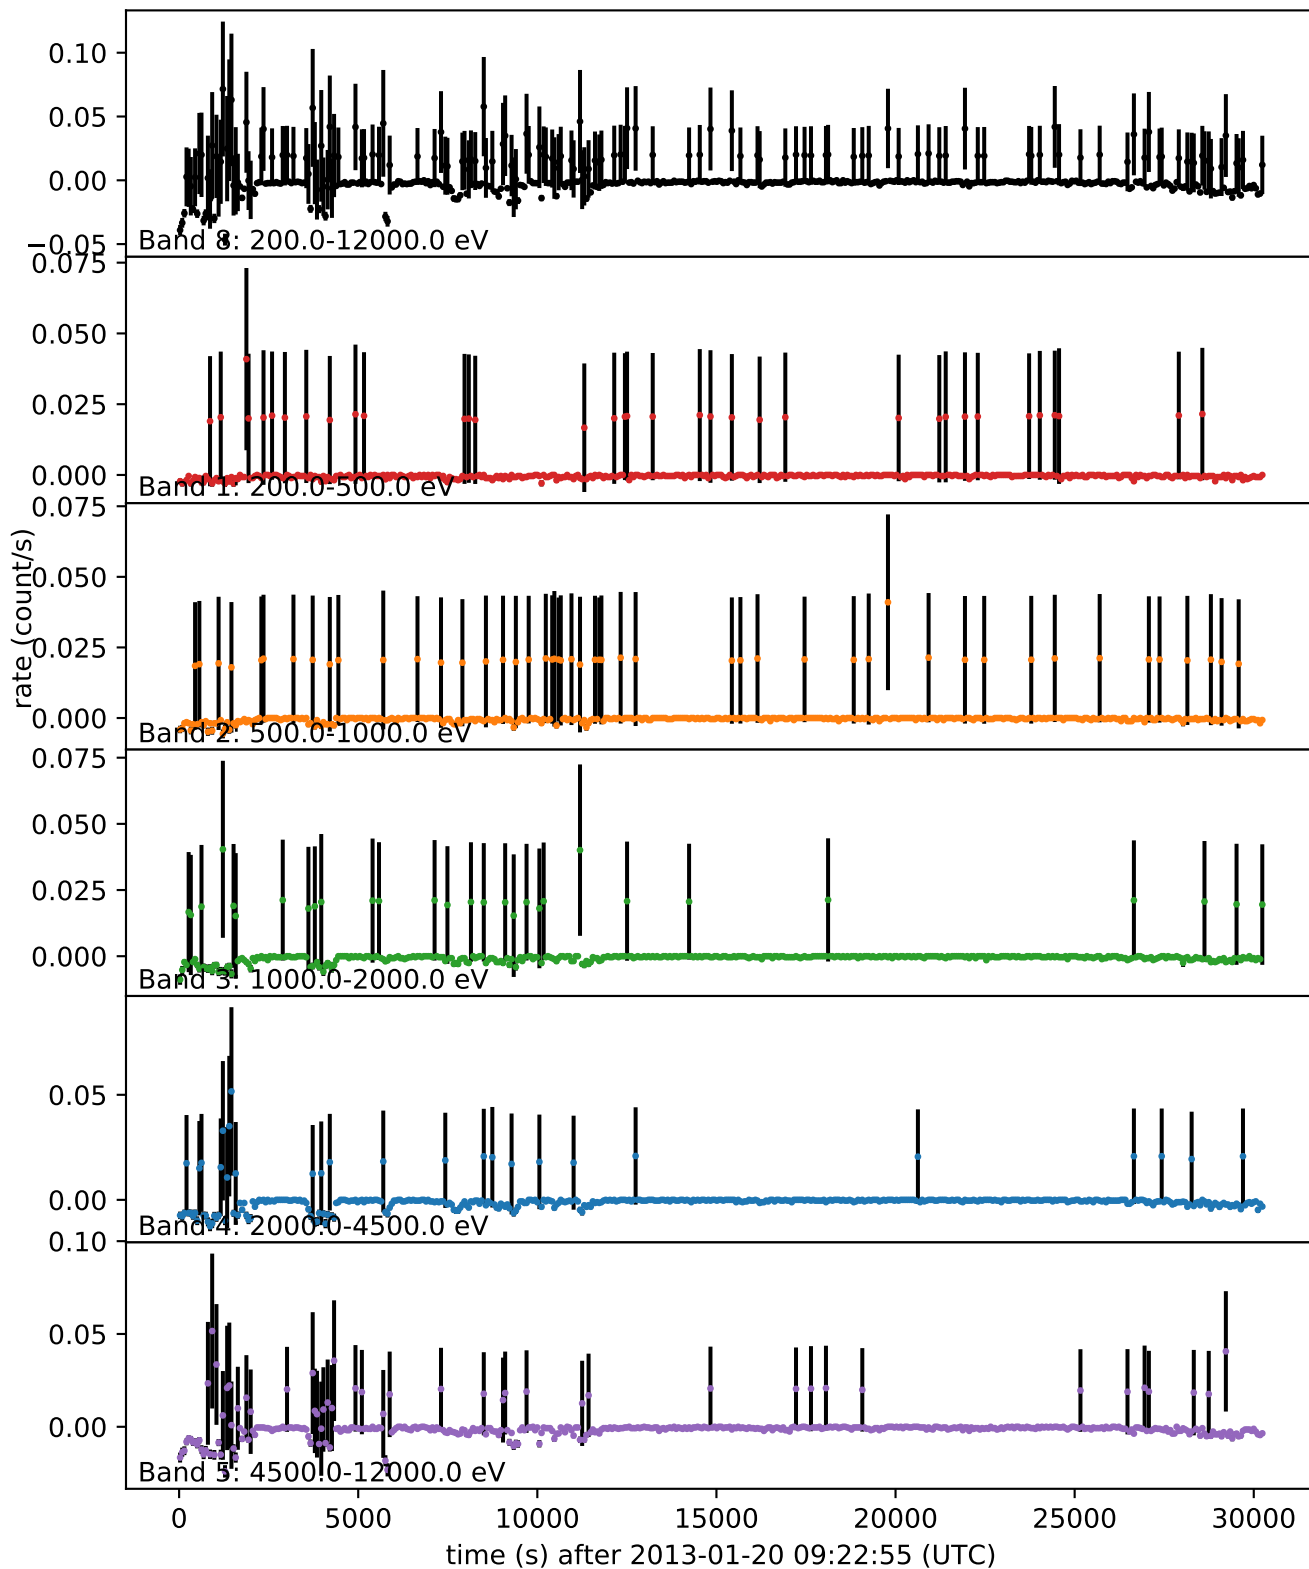 0.10
0.05
0.00
−0.05
Band 8: 200.0-12000.0 eV
0.075
0.050
0.025
0.000
Band 1: 200.0-500.0 eV
0.075
0.050
0.025
0.000
Band 2: 500.0-1000.0 eV
rate (count/s)
0.075
0.050
0.025
0.000
Band 3: 1000.0-2000.0 eV
0.05
0.00
Band 4: 2000.0-4500.0 eV
0.10
0.05
0.00
Band 5: 4500.0-12000.0 eV
0 5000 10000 15000 20000 25000 30000
time (s) after 2013-01-20 09:22:55 (UTC)